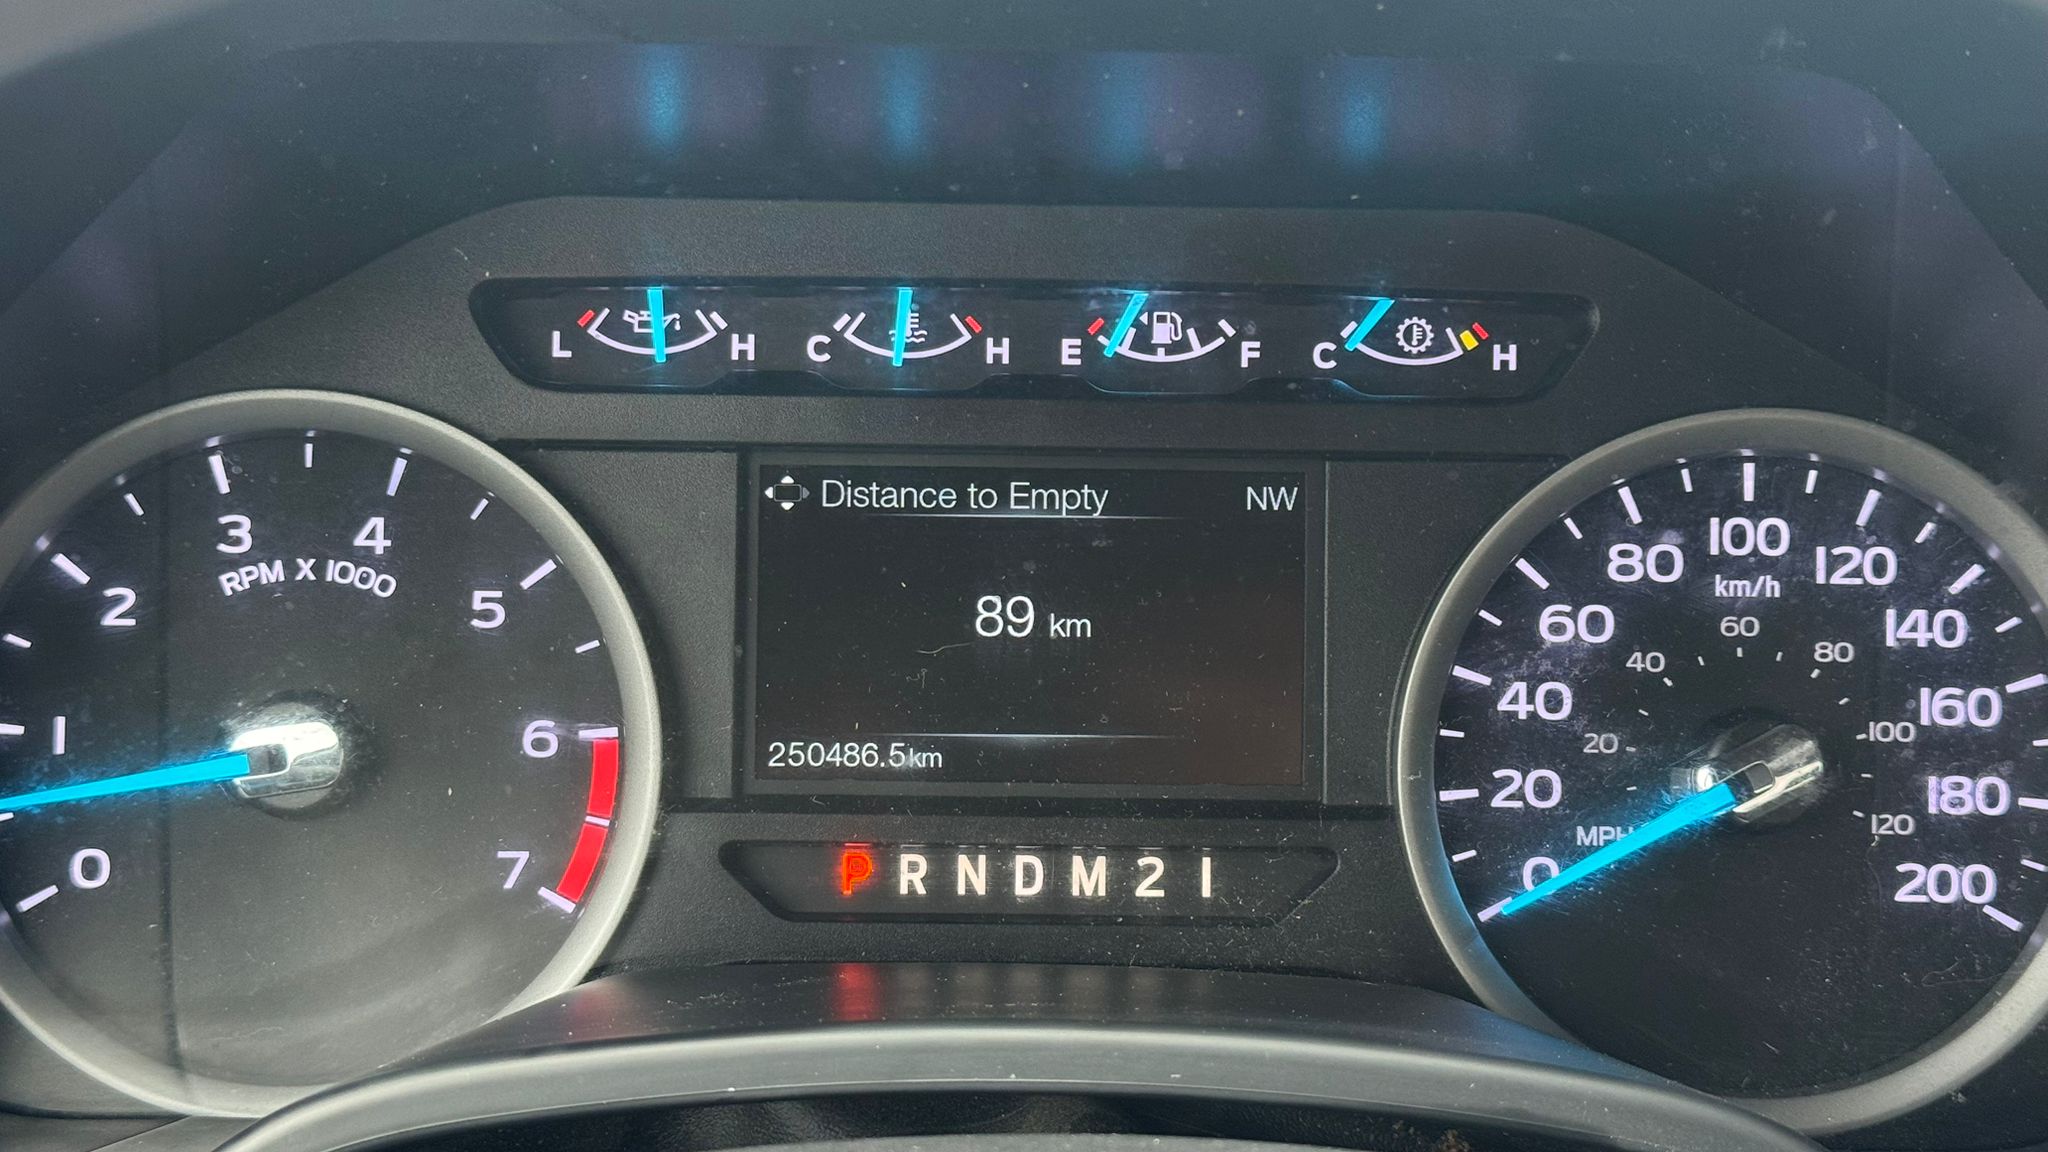 L H C H E F C H
3 4
RPM X 1000
2 5
1 6
0 7
Distance to Empty NW
89 km
250486.5km
P R N D M 2 1
100
80 120
km/h
60 140
40 160
20 180
0 200
60
40 80
20 100
MPH 120